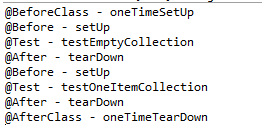 @BeforeClass - oneTimeSetUp
@Before - setUp
@Test - testEmptyCollection
@After - tearDown
@Before - setUp
@Test - testOneItemCollection
@After - tearDown
@AfterClass - oneTimeTearDown